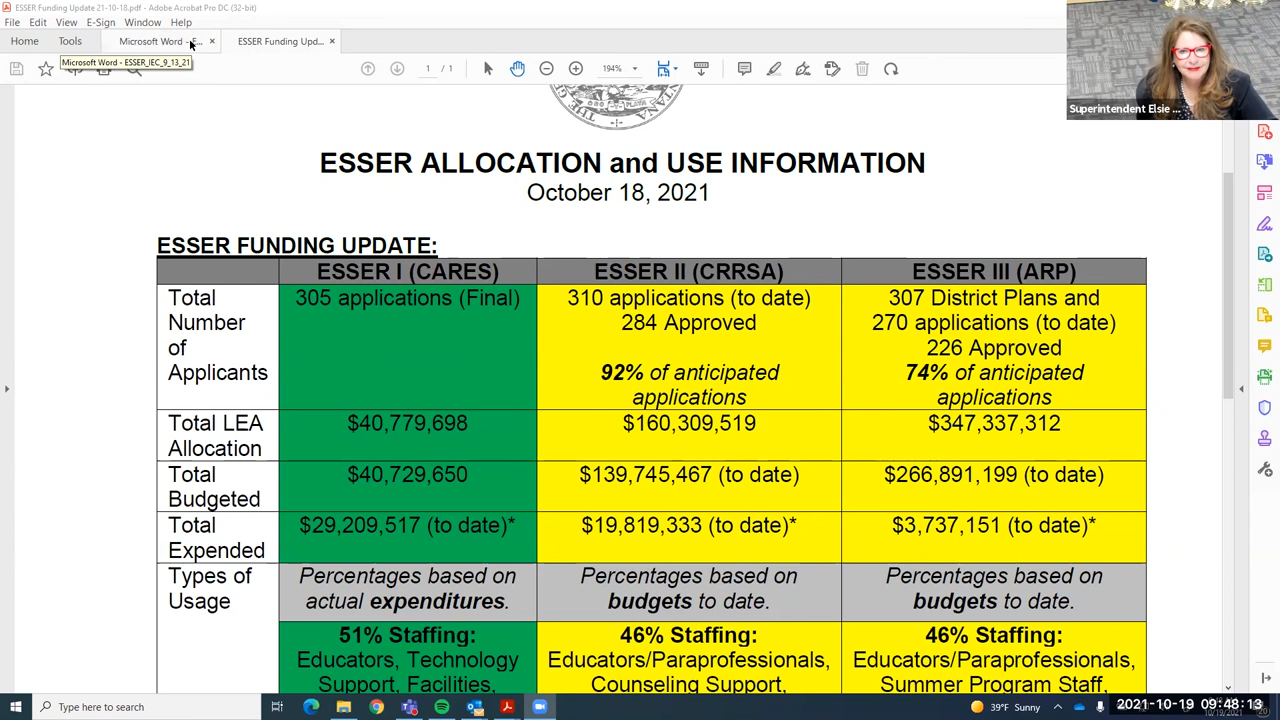 ESSER Funding Update 21-10-18.pdf - Adobe Acrobat Pro DC (32-bit)
File Edit View E-Sign Window Help
Home Tools Microsoft Word - E... × ESSER Funding Upd... ×
Microsoft Word - ESSER_IEC_9_13_21
1 / 1 194%
Superintendent Elsie ...
ESSER ALLOCATION and USE INFORMATION
October 18, 2021
ESSER FUNDING UPDATE:
ESSER I (CARES) ESSER II (CRRSA) ESSER III (ARP)
Total 305 applications (Final) 310 applications (to date) 307 District Plans and
Number 284 Approved 270 applications (to date)
of 226 Approved
Applicants 92% of anticipated 74% of anticipated
applications applications
Total LEA $40,779,698 $160,309,519 $347,337,312
Allocation
Total $40,729,650 $139,745,467 (to date) $266,891,199 (to date)
Budgeted
Total $29,209,517 (to date)* $19,819,333 (to date)* $3,737,151 (to date)*
Expended
Types of Percentages based on Percentages based on Percentages based on
Usage actual expenditures. budgets to date. budgets to date.
51% Staffing: 46% Staffing: 46% Staffing:
Educators, Technology Educators/Paraprofessionals, Educators/Paraprofessionals,
Support, Facilities, Counseling Support, Summer Program Staff,
Type here to search 39°F Sunny 2021-10-19 09:48:13